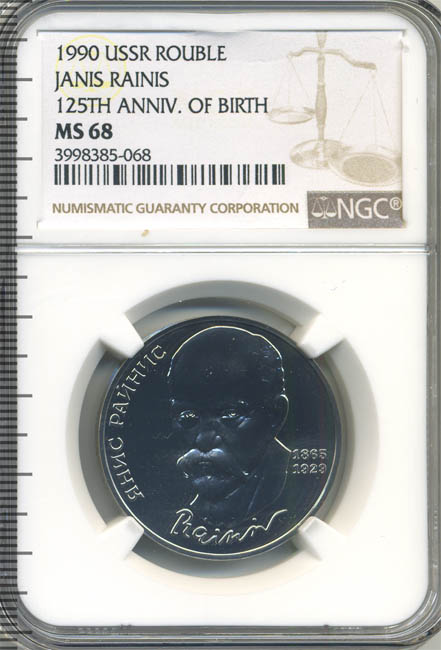 1990 USSR ROUBLE
JANIS RAINIS
125TH ANNIV. OF BIRTH
MS 68
3998385-068
NUMISMATIC GUARANTY CORPORATION
NGC®
ЯНИС РАЙНИС
1865
1929
Rainis